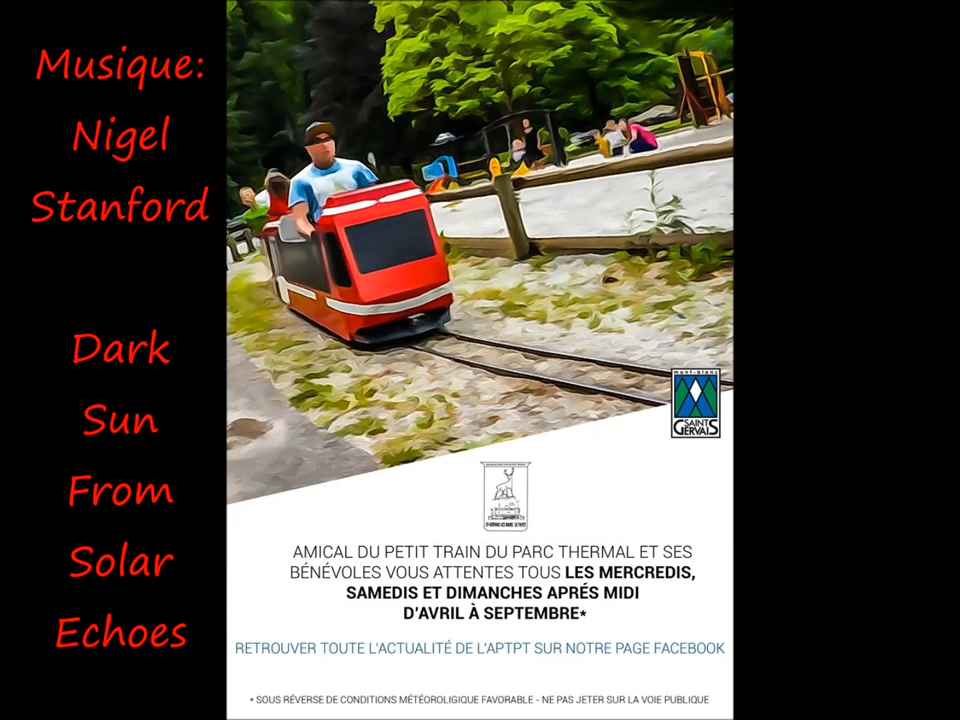 Musique:
Nigel
Stanford
Dark
Sun
From
Solar
Echoes
mont-blanc
SAINT
GERVAIS
AMICAL DU PETIT TRAIN DU PARC THERMAL ET SES
BÉNÉVOLES VOUS ATTENTES TOUS LES MERCREDIS,
SAMEDIS ET DIMANCHES APRÉS MIDI
D'AVRIL À SEPTEMBRE*
RETROUVER TOUTE L'ACTUALITÉ DE L'APTPT SUR NOTRE PAGE FACEBOOK
* SOUS RÉVERSE DE CONDITIONS MÉTÉOROLIGIQUE FAVORABLE - NE PAS JETER SUR LA VOIE PUBLIQUE